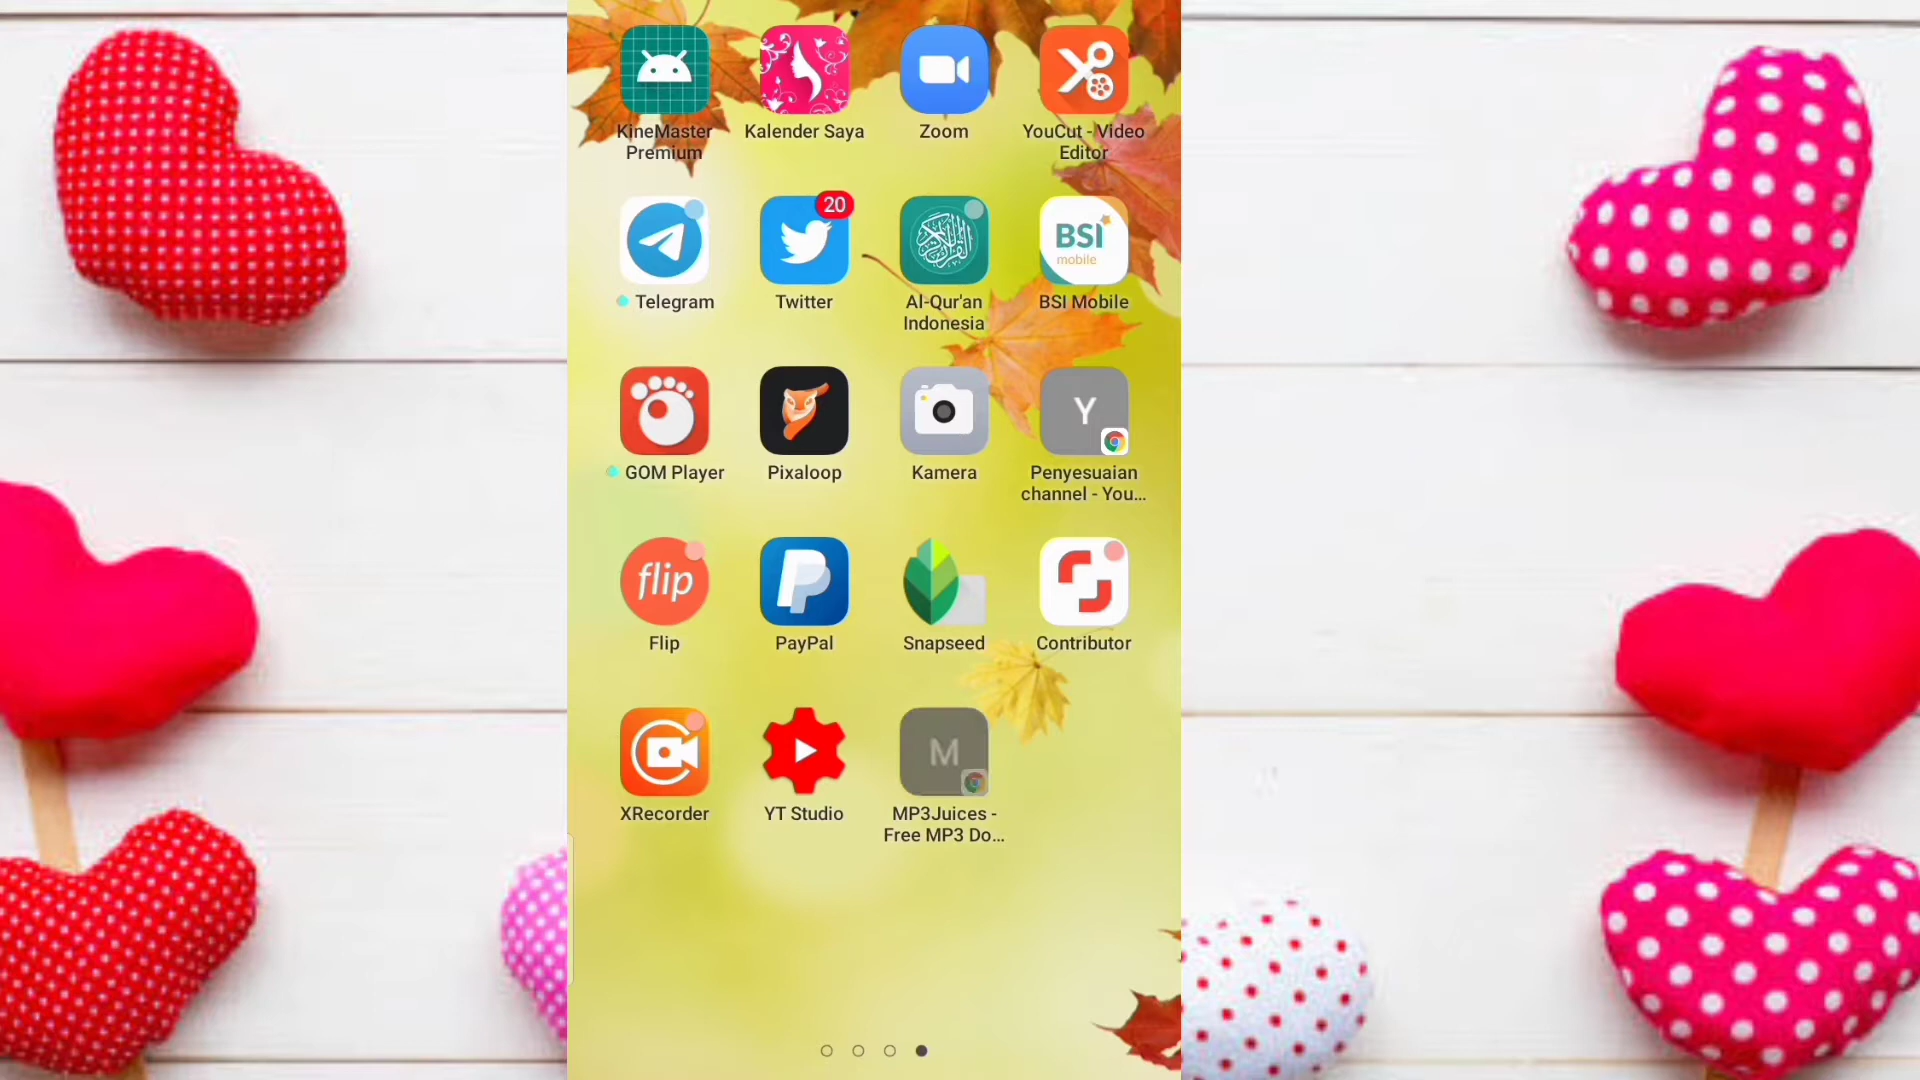 KineMaster Premium
Kalender Saya
Zoom
YouCut - Video Editor
20
Telegram
Twitter
Al-Qur'an Indonesia
BSI
mobile
BSI Mobile
GOM Player
Pixaloop
Kamera
Y
Penyesuaian channel - You...
flip
Flip
PayPal
Snapseed
Contributor
XRecorder
YT Studio
M
MP3Juices - Free MP3 Do...